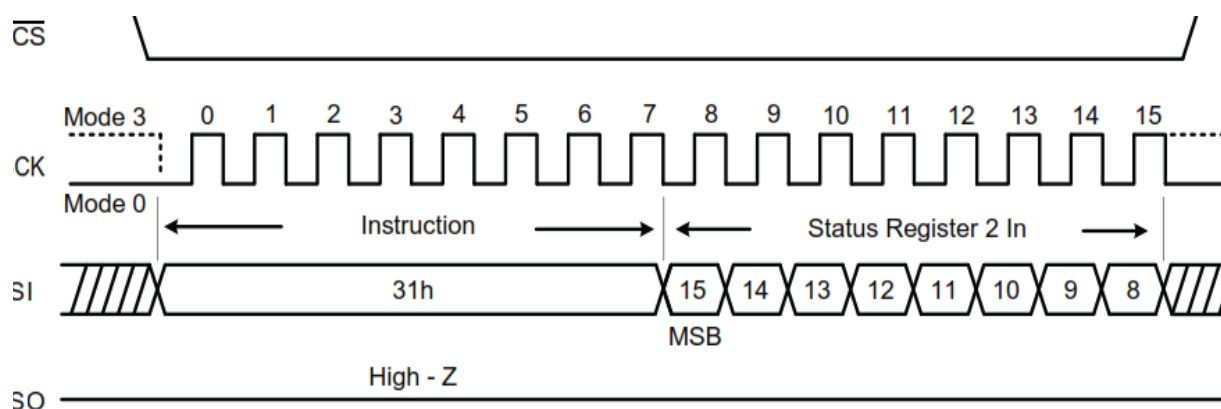 CS
Mode 3 0 1 2 3 4 5 6 7 8 9 10 11 12 13 14 15
CK
Mode 0
Instruction Status Register 2 In
SI 31h 15 14 13 12 11 10 9 8
MSB
High - Z
SO